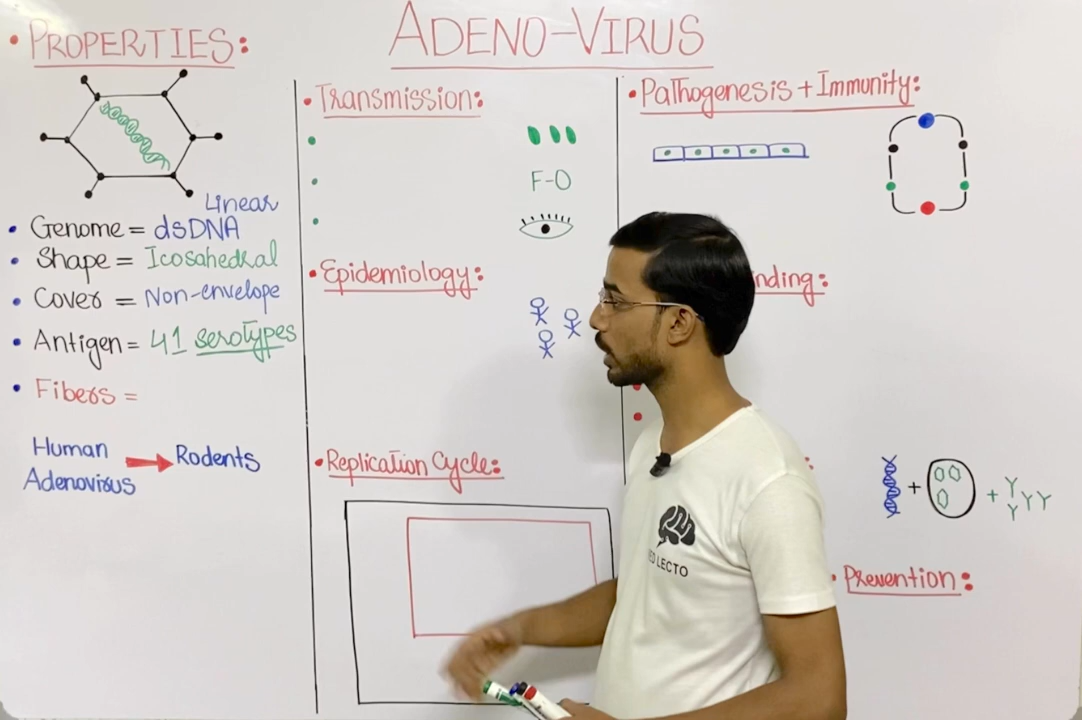 ADENO-VIRUS
• PROPERTIES:
Linear
• Genome = dsDNA
• Shape = Icosahedral
• Cover = Non-envelope
• Antigen = 41 serotypes
• Fibers =
Human
Adenovirus → Rodents
• Transmission:
F-O
• Epidemiology:
• Replication Cycle:
• Pathogenesis + Immunity:
nding:
+ + Y
Y Y Y
• Prevention:
LECTO